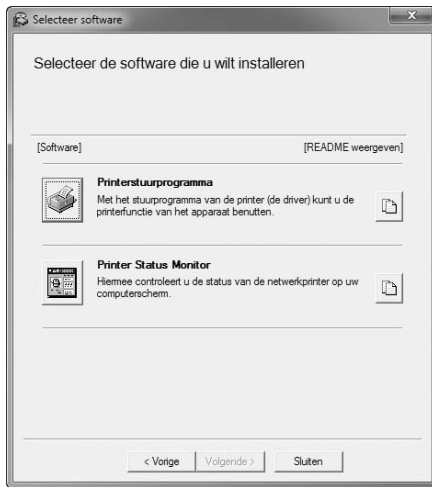 Selecteer software
Selecteer de software die u wilt installeren
[Software] [README weergeven]
Printerstuurprogramma
Met het stuurprogramma van de printer (de driver) kunt u de
printerfunctie van het apparaat benutten.
Printer Status Monitor
Hiermee controleert u de status van de netwerkprinter op uw
computerscherm.
< Vorige Volgende > Sluiten